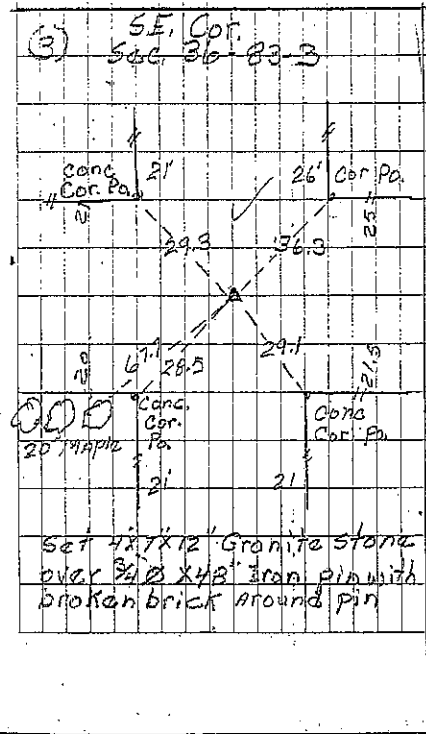 (3)
S.E. Cor.
Sec. 36-83-3
Conc
Cor. Po.
21'
26'
Cor Po.
25
29.3
36.3
67.1
28.5
29.1
21.5
20
Conc.
Cor.
Po.
Conc
Cor. Po.
20" Maple
21'
21
Set 4"X7"X12" Granite Stone
over 3/4 Ø X48" Iron pin with
broken brick Around pin